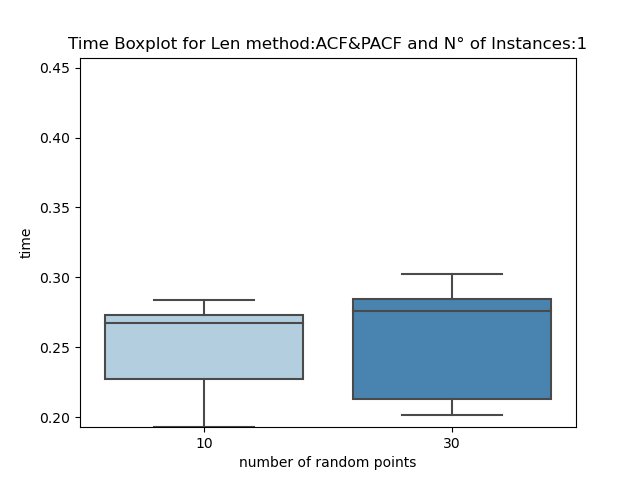 Time Boxplot for Len method:ACF&PACF and N° of Instances:1
0.45
0.40
0.35
0.30
0.25
0.20
time
10 30
number of random points